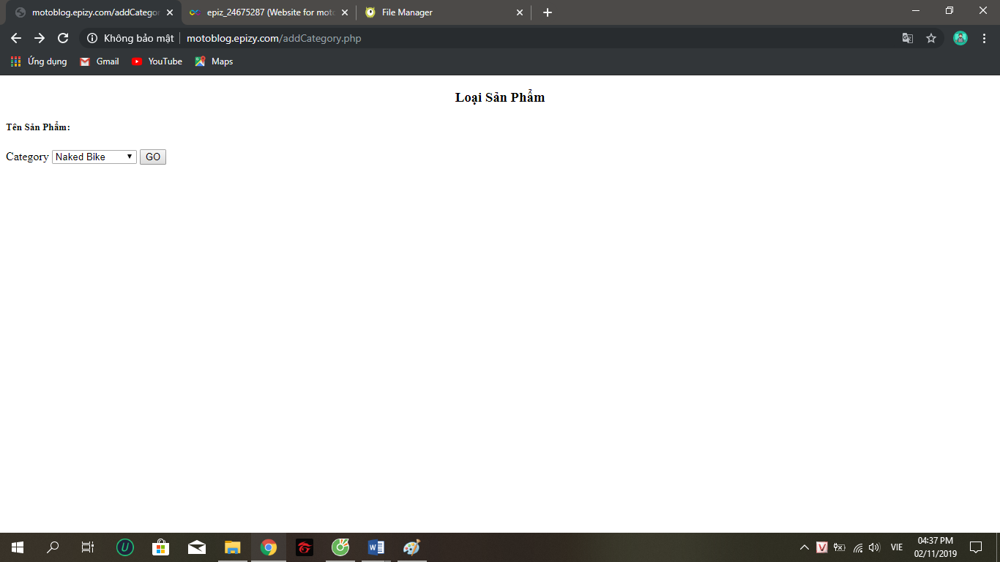 motoblog.epizy.com/addCategor
epiz_24675287 (Website for moto
File Manager
Không bảo mật
motoblog.epizy.com/addCategory.php
Ứng dụng
Gmail
YouTube
Maps
Loại Sản Phẩm
Tên Sản Phẩm:
Category Naked Bike GO
VIE
04:37 PM
02/11/2019